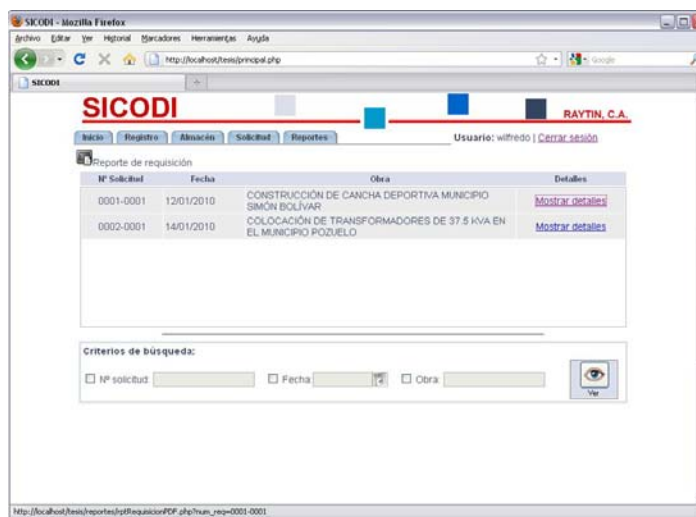 SICODI - Mozilla Firefox
Archivo Editar Ver Historial Marcadores Herramientas Ayuda
http://localhost/tesis/principal.php
Google
SICODI
SICODI
RAYTIN, C.A.
Inicio Registro Almacén Solicitud Reportes
Usuario: wilfredo | Cerrar sesión
Reporte de requisición
Nº Solicitud Fecha Obra Detalles
0001-0001 12/01/2010 CONSTRUCCIÓN DE CANCHA DEPORTIVA MUNICIPIO SIMÓN BOLÍVAR Mostrar detalles
0002-0001 14/01/2010 COLOCACIÓN DE TRANSFORMADORES DE 37.5 KVA EN EL MUNICIPIO POZUELO Mostrar detalles
Criterios de búsqueda:
Nº solicitud: Fecha Obra
Ver
http://localhost/tesis/reportes/rptRequisicionPDF.php?num_req=0001-0001